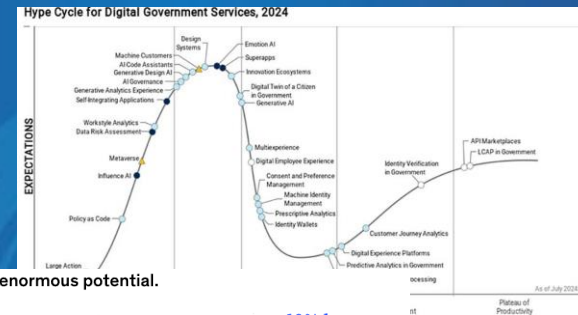 Hype Cycle for Digital Government Services, 2024
EXPECTATIONS
Design
Systems
Machine Customers
AI Code Assistants
Generative Design AI
AI Governance
Generative Analytics Experience
Self-Integrating Applications
Workstyle Analytics
Data Risk Assessment
Metaverse
Influence AI
Policy as Code
Large Action
Emotion AI
Superapps
Innovation Ecosystems
Digital Twin of a Citizen
in Government
Generative AI
Multiexperience
Digital Employee Experience
Consent and Preference
Management
Machine Identity
Management
Prescriptive Analytics
Identity Wallets
API Marketplaces
LCAP in Government
Identity Verification
in Government
Customer Journey Analytics
Digital Experience Platforms
Predictive Analytics in Government
ocessing
As of July 2024
enormous potential.
nt
Plateau of
Productivity